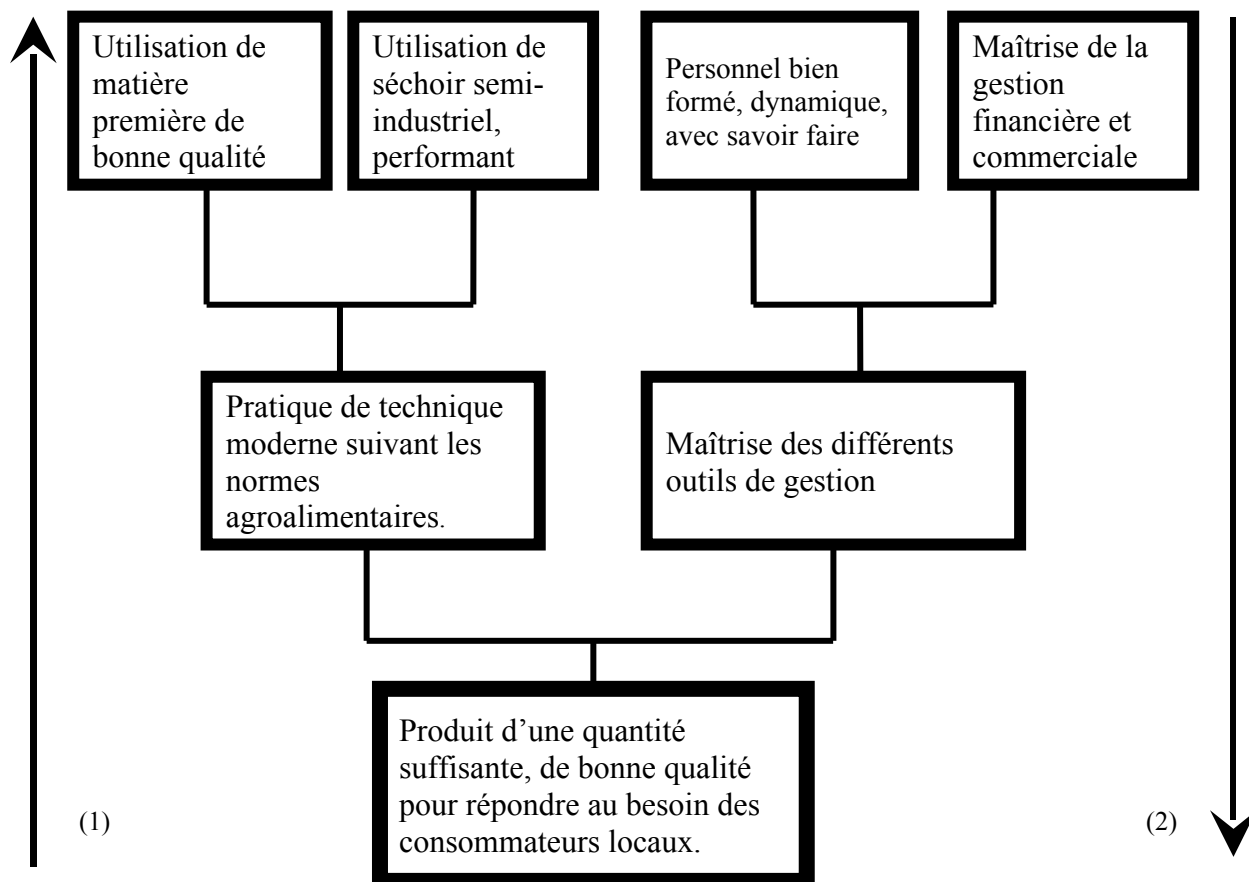 Utilisation de
matière
première de
bonne qualité
Utilisation de
séchoir semi-
industriel,
performant
Personnel bien
formé, dynamique,
avec savoir faire
Maîtrise de la
gestion
financière et
commerciale
Pratique de technique
moderne suivant les
normes
agroalimentaires.
Maîtrise des différents
outils de gestion
Produit d’une quantité
suffisante, de bonne qualité
pour répondre au besoin des
consommateurs locaux.
(1)
(2)